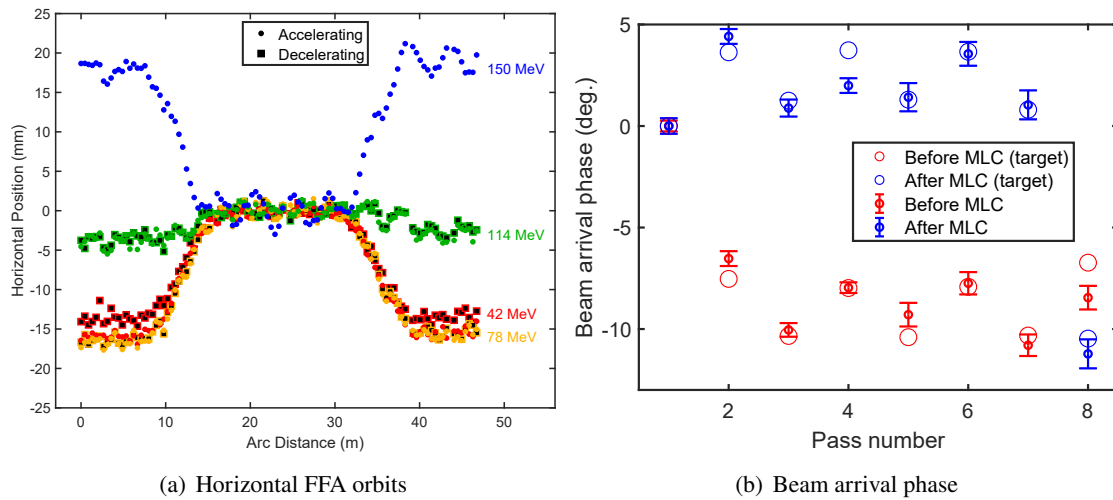 25
20
15
10
5
0
-5
-10
-15
-20
-25
0
10
20
30
40
50
Horizontal Position (mm)
Arc Distance (m)
Accelerating
Decelerating
150 MeV
114 MeV
42 MeV
78 MeV
(a) Horizontal FFA orbits
5
0
-5
-10
2
4
6
8
Beam arrival phase (deg.)
Pass number
Before MLC (target)
After MLC (target)
Before MLC
After MLC
(b) Beam arrival phase